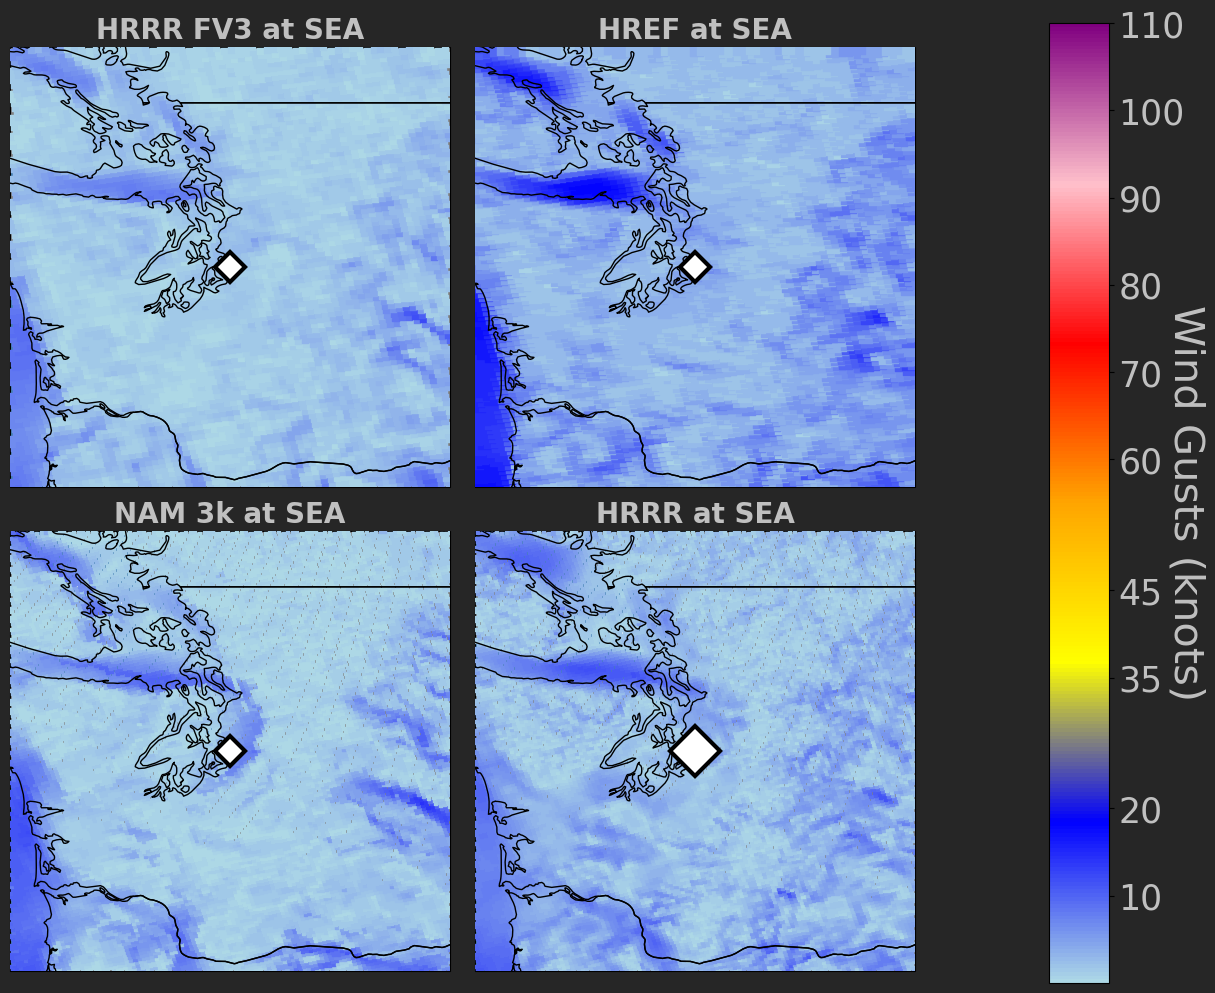 HRRR FV3 at SEA
HREF at SEA
NAM 3k at SEA
HRRR at SEA
110
100
90
80
70
60
45
35
20
10
Wind Gusts (knots)